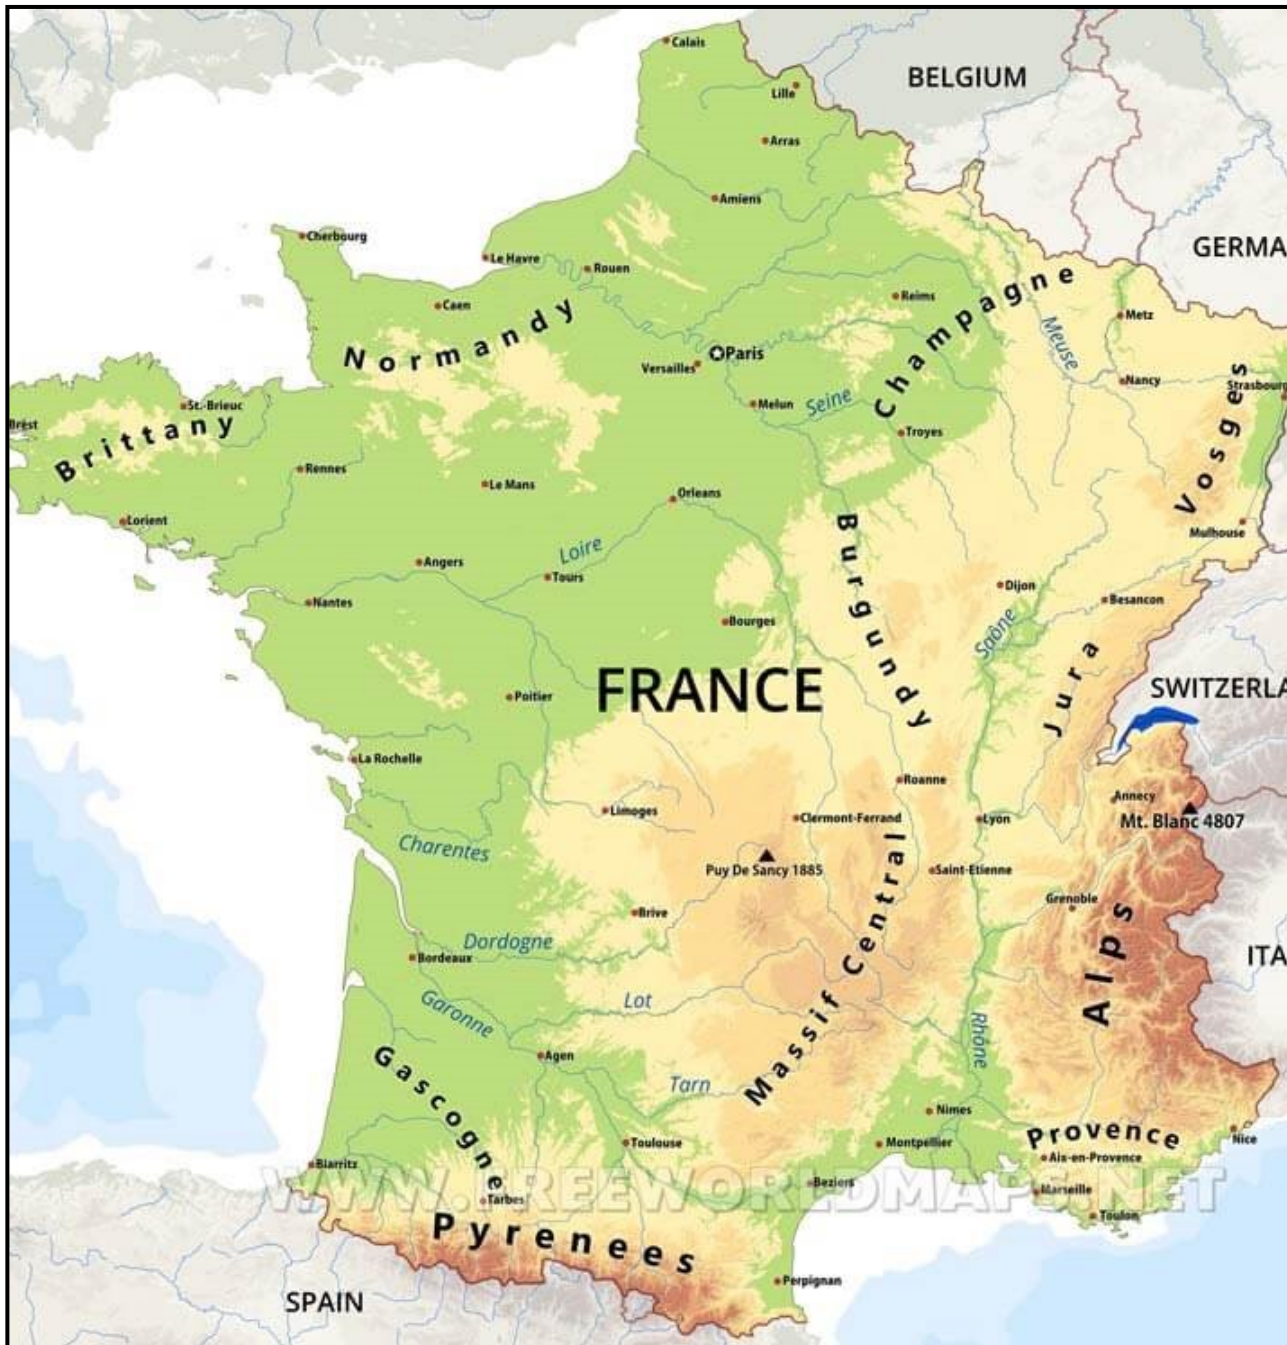 Calais
BELGIUM
Lille
Arras
Amiens
Cherbourg
GERMA
Le Havre
Rouen
Reims
Caen
Champagne
Metz
Meuse
Normandy
Paris
Versailles
Nancy
Strasbourg
Melun
Seine
St.-Brieuc
Brest
Brittany
Troyes
Vosges
Rennes
Le Mans
Orleans
Lorient
Burgundy
Mulhouse
Loire
Angers
Tours
Dijon
Besancon
Nantes
Bourges
Saône
Jura
FRANCE
SWITZERLA
Poitier
La Rochelle
Roanne
Annecy
Limoges
Clermont-Ferrand
Lyon
Mt. Blanc 4807
Charentes
Puy De Sancy 1885
Saint-Etienne
Grenoble
Brive
Massif Central
Alps
Dordogne
Bordeaux
ITA
Garonne
Lot
Rhône
Gascogne
Agen
Tarn
Nimes
Provence
Nice
Toulouse
Montpellier
Aix-en-Provence
Biarritz
WWW.FREEWORLDMAPS.NET
Beziers
Marseille
Tarbes
Toulon
Pyrenees
Perpignan
SPAIN